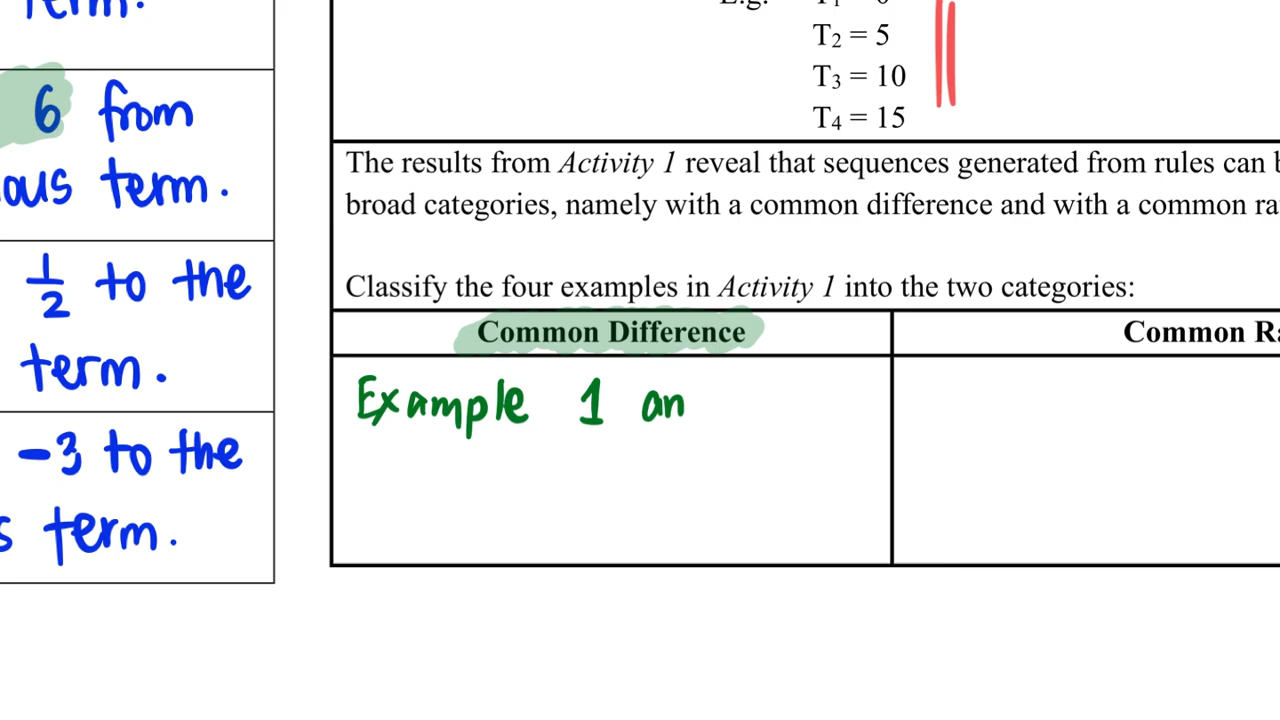 term.
6 from
ous term.
1/2 to the
term.
-3 to the
s term.
E.g.
T₂ = 5
T₃ = 10
T₄ = 15
The results from Activity 1 reveal that sequences generated from rules can b
broad categories, namely with a common difference and with a common ra
Classify the four examples in Activity 1 into the two categories:
Common Difference
Common Ra
Example 1 an